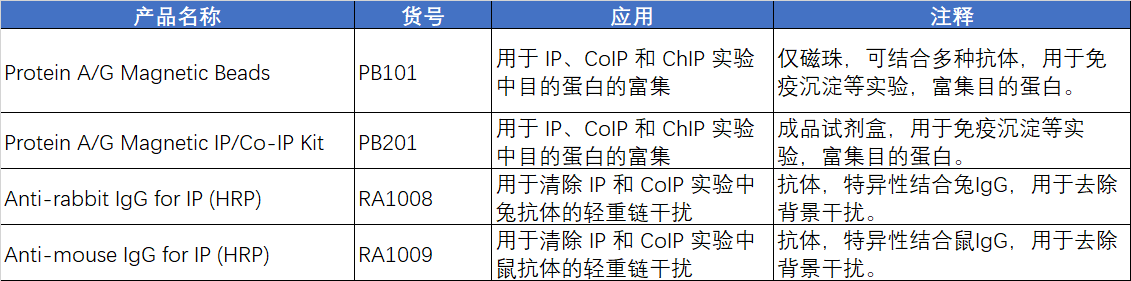 产品名称 货号 应用 注释
Protein A/G Magnetic Beads PB101 用于 IP、CoIP 和 ChIP 实验 仅磁珠，可结合多种抗体，用于免
中目的蛋白的富集 疫沉淀等实验，富集目的蛋白。
Protein A/G Magnetic IP/Co-IP Kit PB201 用于 IP、CoIP 和 ChIP 实验 成品试剂盒，用于免疫沉淀等实
中目的蛋白的富集 验，富集目的蛋白。
Anti-rabbit IgG for IP (HRP) RA1008 用于清除 IP 和 CoIP 实验中 抗体，特异性结合兔IgG，用于去除
兔抗体的轻重链干扰 背景干扰。
Anti-mouse IgG for IP (HRP) RA1009 用于清除 IP 和 CoIP 实验中 抗体，特异性结合鼠IgG，用于去除
鼠抗体的轻重链干扰 背景干扰。